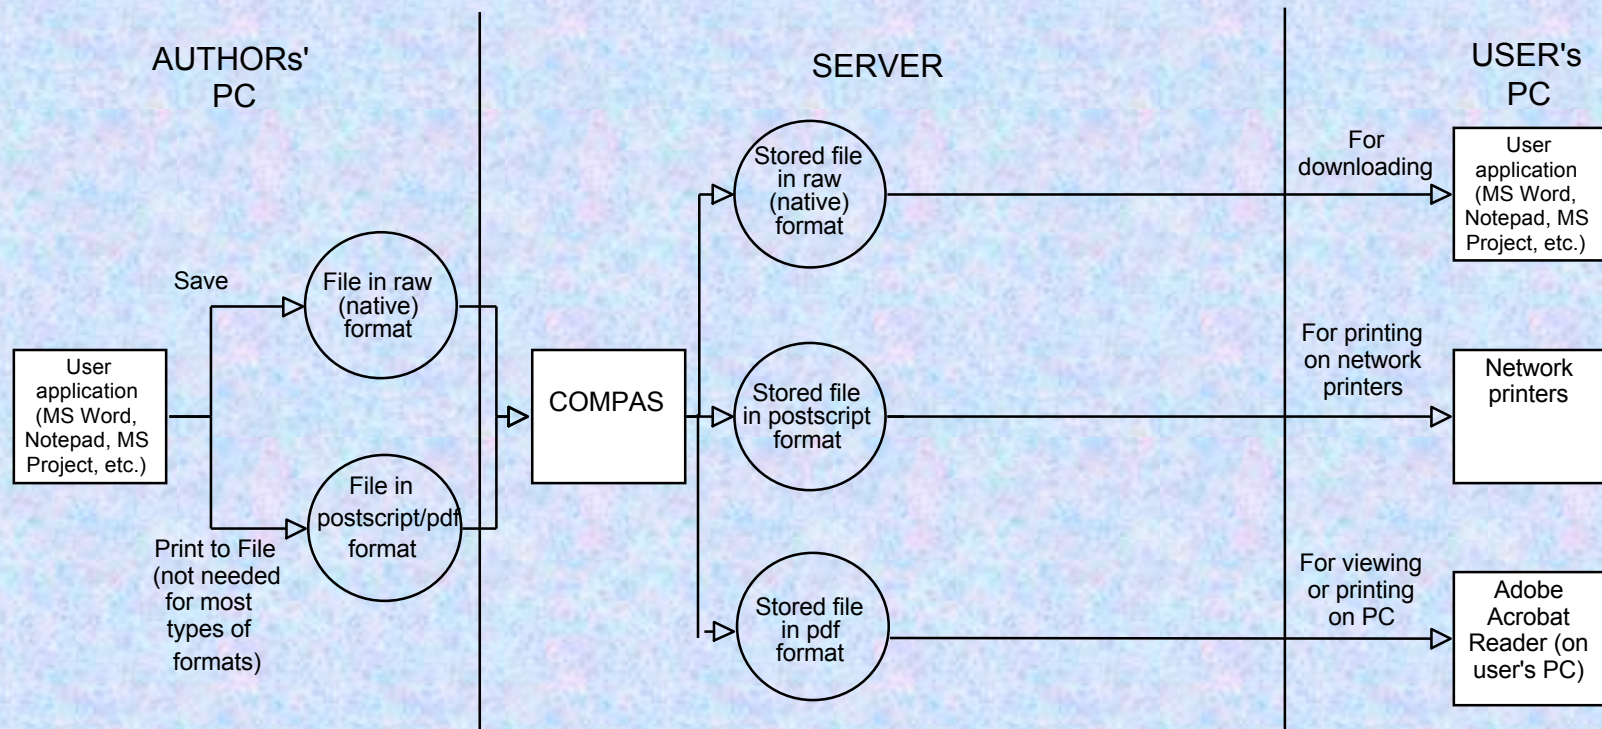 AUTHORs'
PC
SERVER
USER's
PC
User
application
(MS Word,
Notepad, MS
Project, etc.)
Save
File in raw
(native)
format
File in
postscript/pdf
format
Print to File
(not needed
for most
types of
formats)
COMPAS
Stored file
in raw
(native)
format
Stored file
in postscript
format
Stored file
in pdf
format
For
downloading
User
application
(MS Word,
Notepad, MS
Project, etc.)
For printing
on network
printers
Network
printers
For viewing
or printing
on PC
Adobe
Acrobat
Reader (on
user's PC)